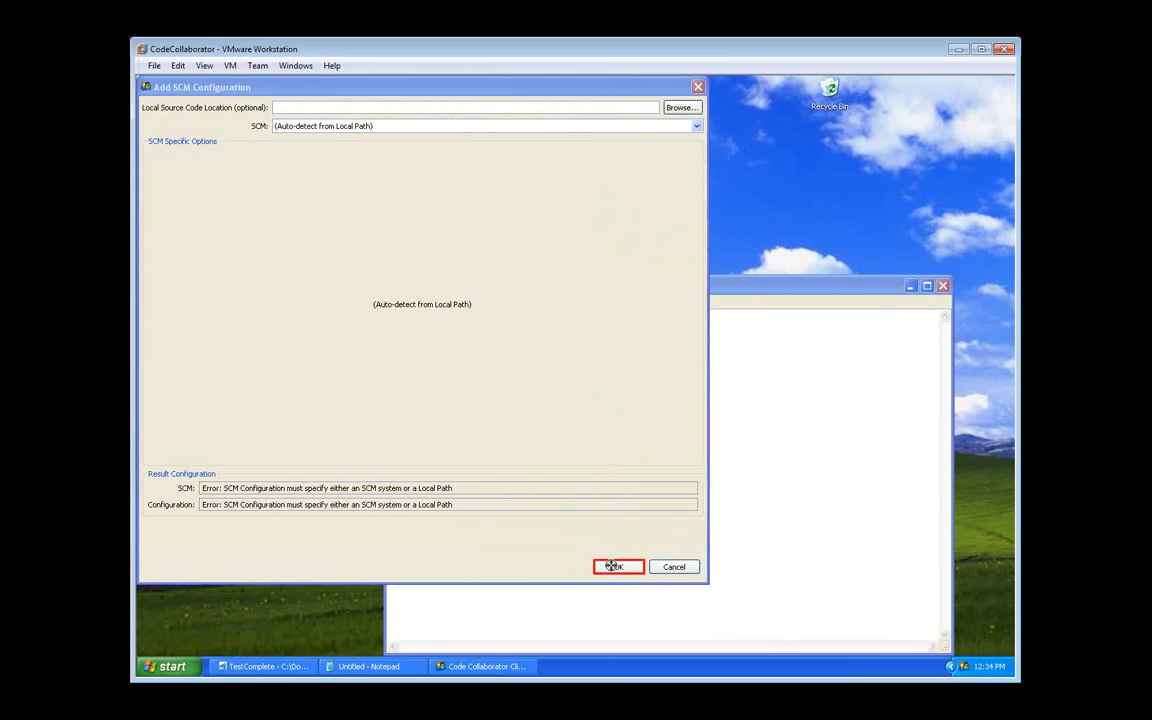 CodeCollaborator - VMware Workstation
File Edit View VM Team Windows Help
Add SCM Configuration
Recycle Bin
Local Source Code Location (optional): Browse...
SCM: (Auto-detect from Local Path)
SCM Specific Options
(Auto-detect from Local Path)
Result Configuration
SCM: Error: SCM Configuration must specify either an SCM system or a Local Path
Configuration: Error: SCM Configuration must specify either an SCM system or a Local Path
Cancel
start TestComplete - C:\Do... Untitled - Notepad Code Collaborator Cli... 12:34 PM